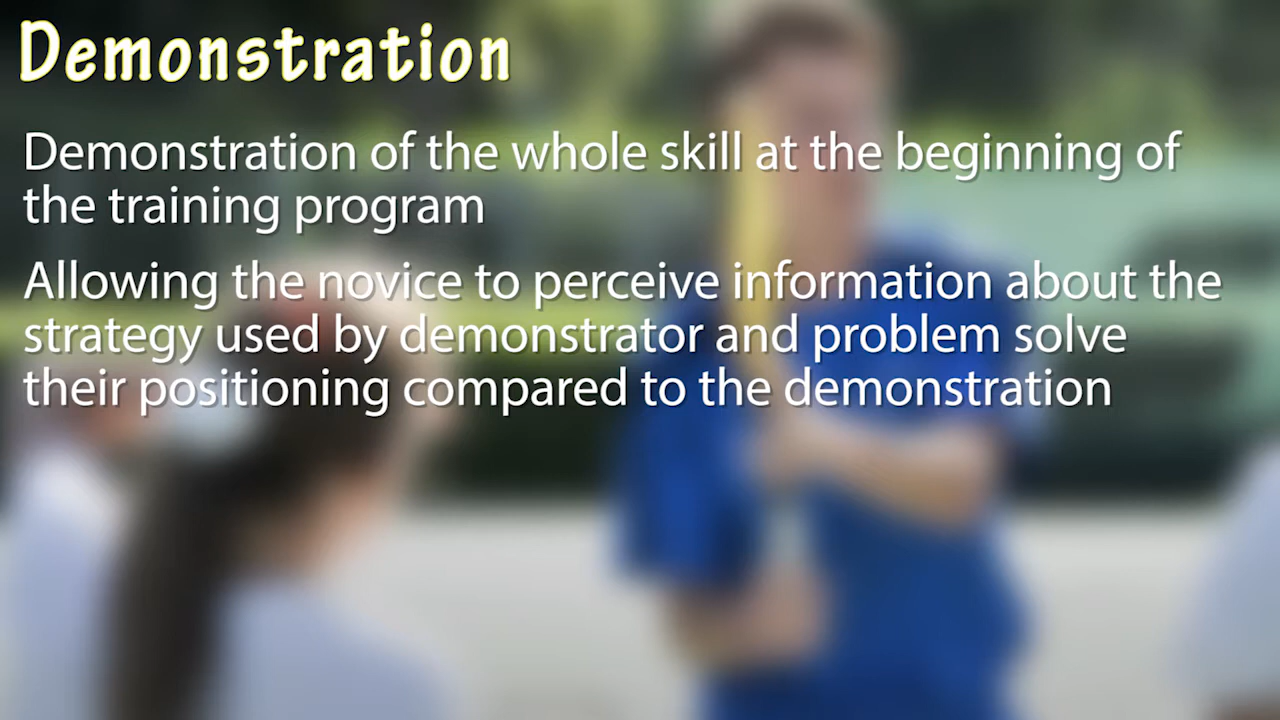 Demonstration
Demonstration of the whole skill at the beginning of
the training program
Allowing the novice to perceive information about the
strategy used by demonstrator and problem solve
their positioning compared to the demonstration